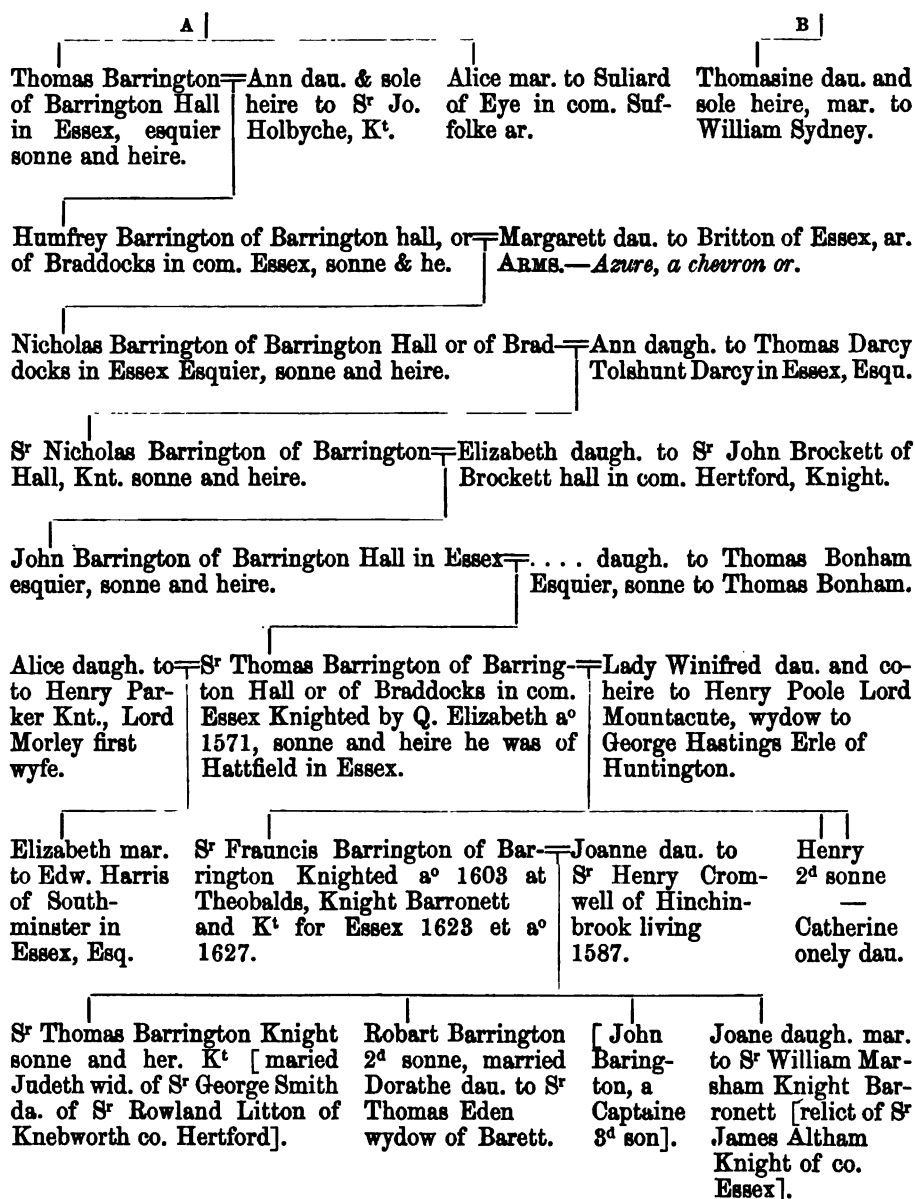 A
B
Thomas Barrington
of Barrington Hall
in Essex, esquier
sonne and heire.
Ann dau. & sole
heire to Sr Jo.
Holbyche, Kt.
Alice mar. to Suliard
of Eye in com. Suf-
folke ar.
Thomasine dau. and
sole heire, mar. to
William Sydney.
Humfrey Barrington of Barrington hall, or
of Braddocks in com. Essex, sonne & he.
Margarett dau. to Britton of Essex, ar.
ARMS.—Azure, a chevron or.
Nicholas Barrington of Barrington Hall or of Brad-
docks in Essex Esquier, sonne and heire.
Ann daugh. to Thomas Darcy
Tolshunt Darcy in Essex, Esqu.
Sr Nicholas Barrington of Barrington
Hall, Knt. sonne and heire.
Elizabeth daugh. to Sr John Brockett of
Brockett hall in com. Hertford, Knight.
John Barrington of Barrington Hall in Essex
esquier, sonne and heire.
. . . . daugh. to Thomas Bonham
Esquier, sonne to Thomas Bonham.
Alice daugh. to
to Henry Par-
ker Knt., Lord
Morley first
wyfe.
Sr Thomas Barrington of Barring-
ton Hall or of Braddocks in com.
Essex Knighted by Q. Elizabeth ao
1571, sonne and heire he was of
Hattfield in Essex.
Lady Winifred dau. and co-
heire to Henry Poole Lord
Mountacute, wydow to
George Hastings Erle of
Huntington.
Elizabeth mar.
to Edw. Harris
of South-
minster in
Essex, Esq.
Sr Frauncis Barrington of Bar-
rington Knighted ao 1603 at
Theobalds, Knight Barronett
and Kt for Essex 1623 et ao
1627.
Joanne dau. to
Sr Henry Crom-
well of Hinchin-
brook living
1587.
Henry
2d sonne
—
Catherine
onely dau.
Sr Thomas Barrington Knight
sonne and her. Kt [maried
Judeth wid. of Sr George Smith
da. of Sr Rowland Litton of
Knebworth co. Hertford].
Robart Barrington
2d sonne, married
Dorathe dau. to Sr
Thomas Eden
wydow of Barett.
[John
Baring-
ton, a
Captaine
3d son].
Joane daugh. mar.
to Sr William Mar-
sham Knight Bar-
ronett [relict of Sr
James Altham
Knight of co.
Essex].